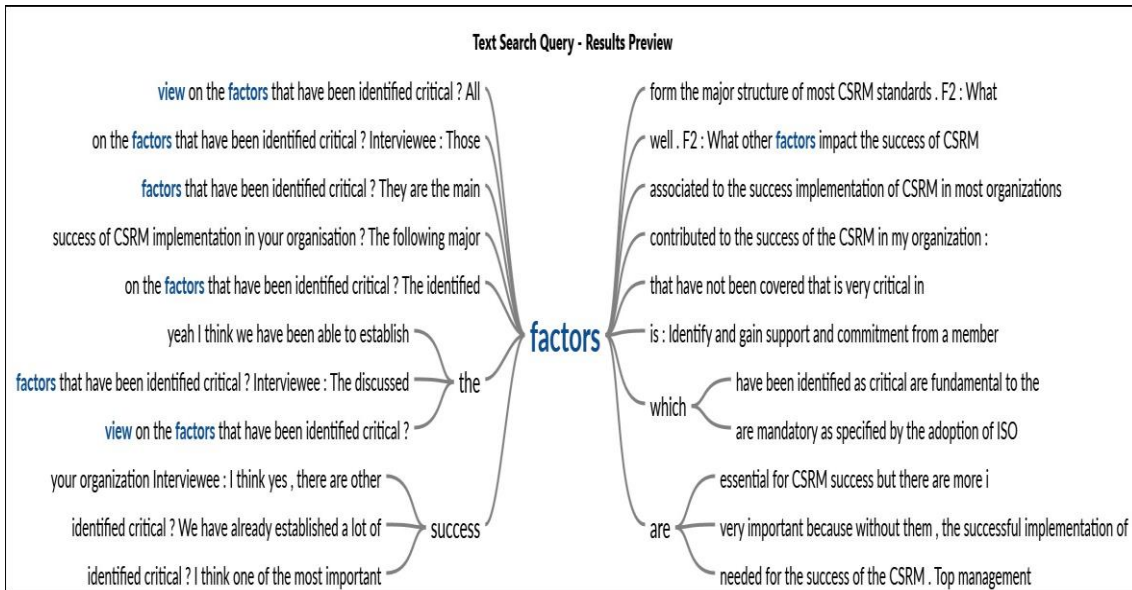 Text Search Query - Results Preview
view on the factors that have been identified critical ? All
on the factors that have been identified critical ? Interviewee : Those
factors that have been identified critical ? They are the main
success of CSRM implementation in your organisation ? The following major
on the factors that have been identified critical ? The identified
yeah I think we have been able to establish
factors that have been identified critical ? Interviewee : The discussed
view on the factors that have been identified critical ?
the
your organization Interviewee : I think yes , there are other
identified critical ? We have already established a lot of
identified critical ? I think one of the most important
success
factors
form the major structure of most CSRM standards . F2 : What
well . F2 : What other factors impact the success of CSRM
associated to the success implementation of CSRM in most organizations
contributed to the success of the CSRM in my organization :
that have not been covered that is very critical in
is : Identify and gain support and commitment from a member
which
have been identified as critical are fundamental to the
are mandatory as specified by the adoption of ISO
are
essential for CSRM success but there are more i
very important because without them , the successful implementation of
needed for the success of the CSRM . Top management